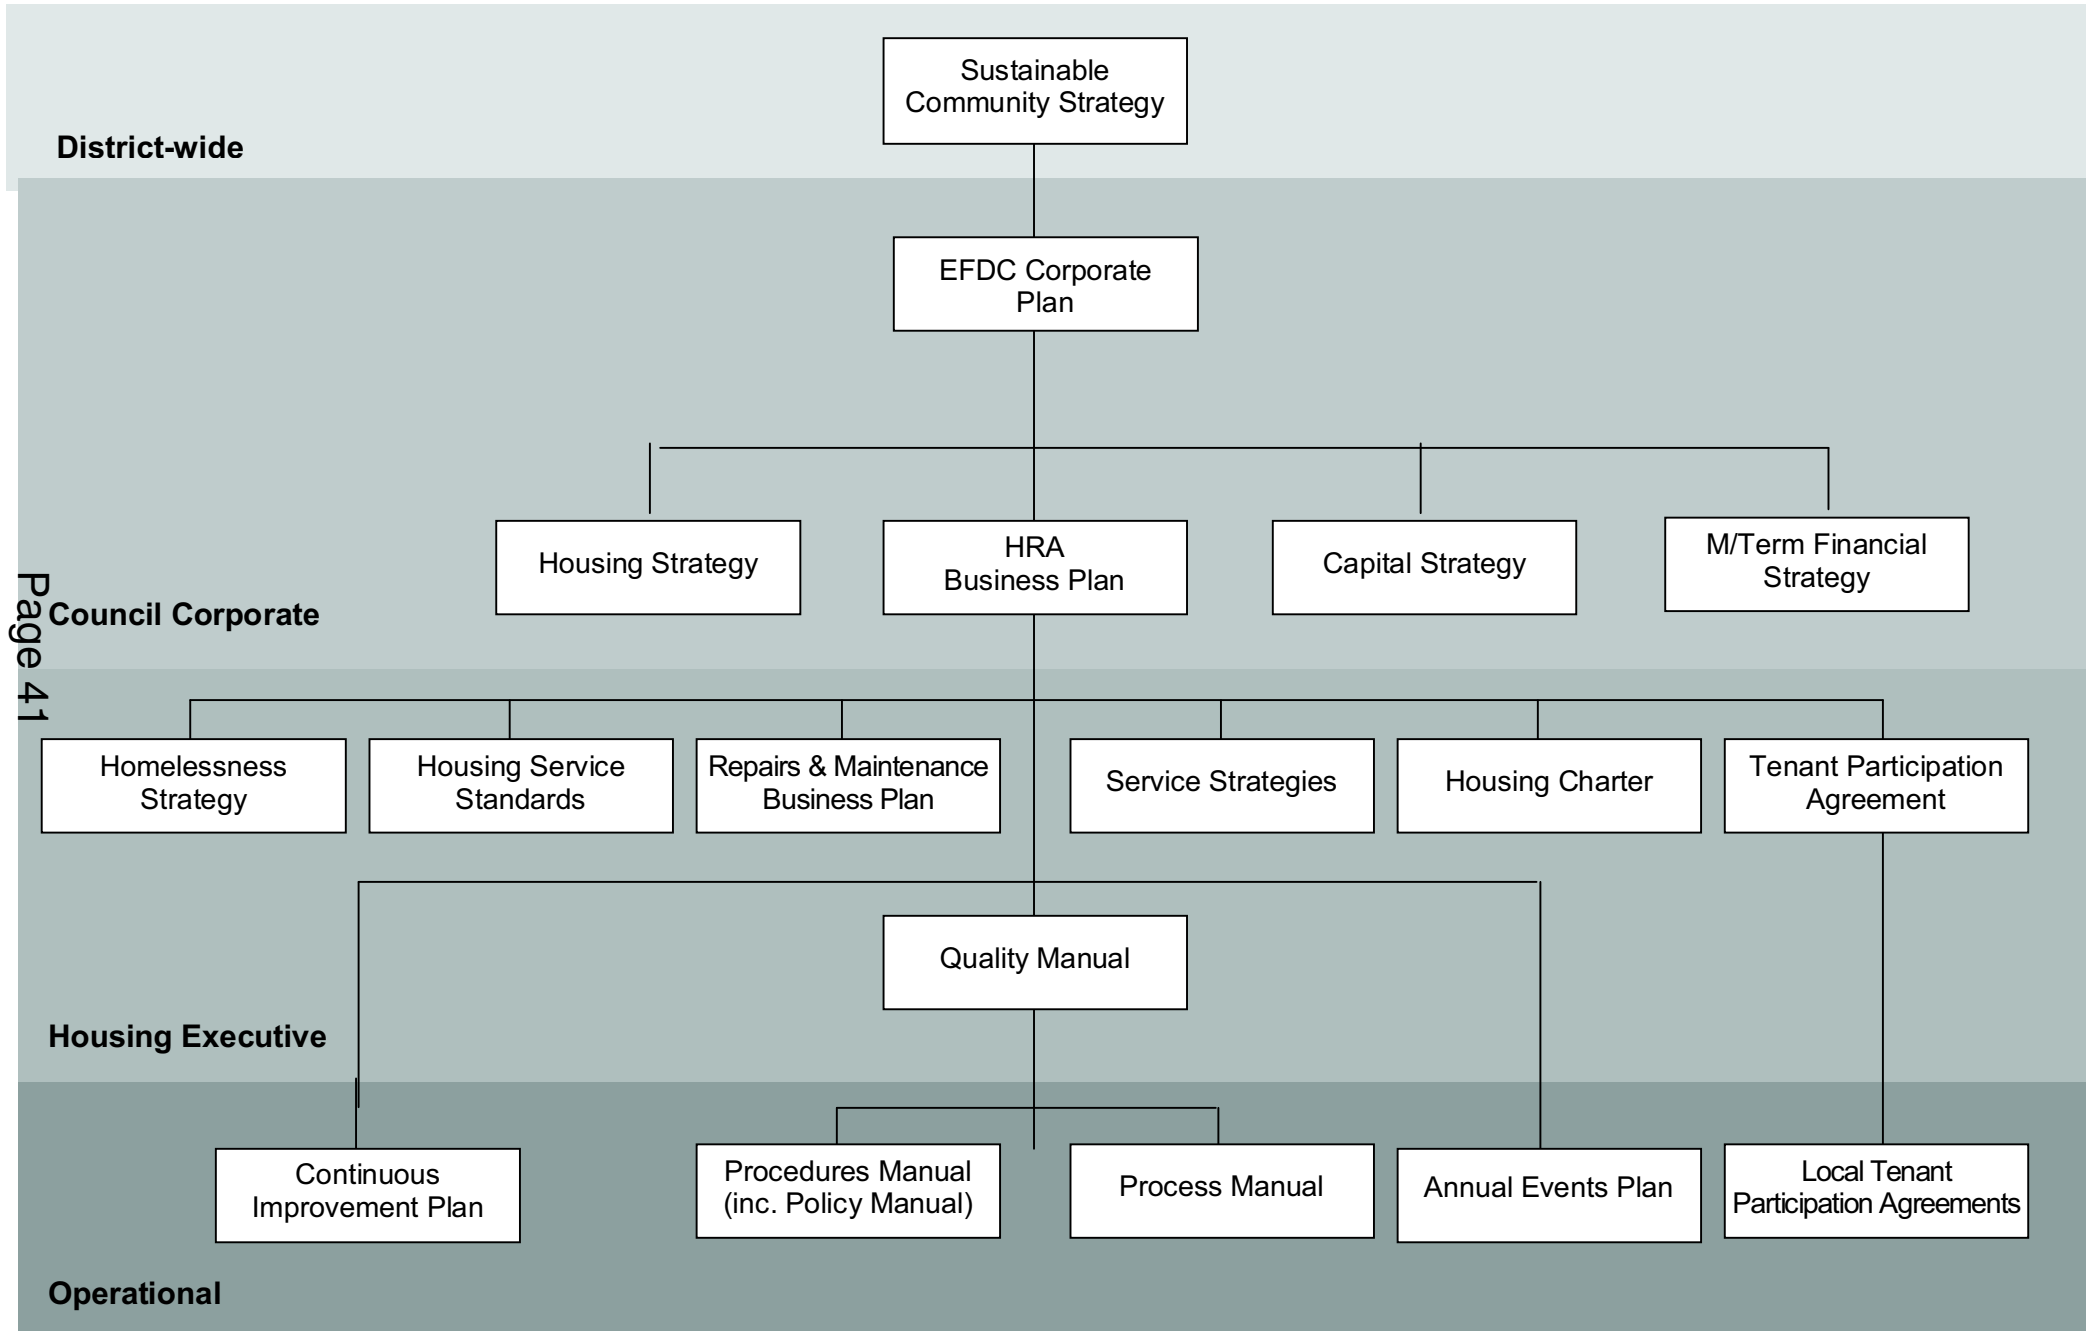 Sustainable
Community Strategy
District-wide
EFDC Corporate
Plan
Housing Strategy
HRA
Business Plan
Capital Strategy
M/Term Financial
Strategy
Council Corporate
Page 41
Homelessness
Strategy
Housing Service
Standards
Repairs & Maintenance
Business Plan
Service Strategies
Housing Charter
Tenant Participation
Agreement
Quality Manual
Housing Executive
Continuous
Improvement Plan
Procedures Manual
(inc. Policy Manual)
Process Manual
Annual Events Plan
Local Tenant
Participation Agreements
Operational